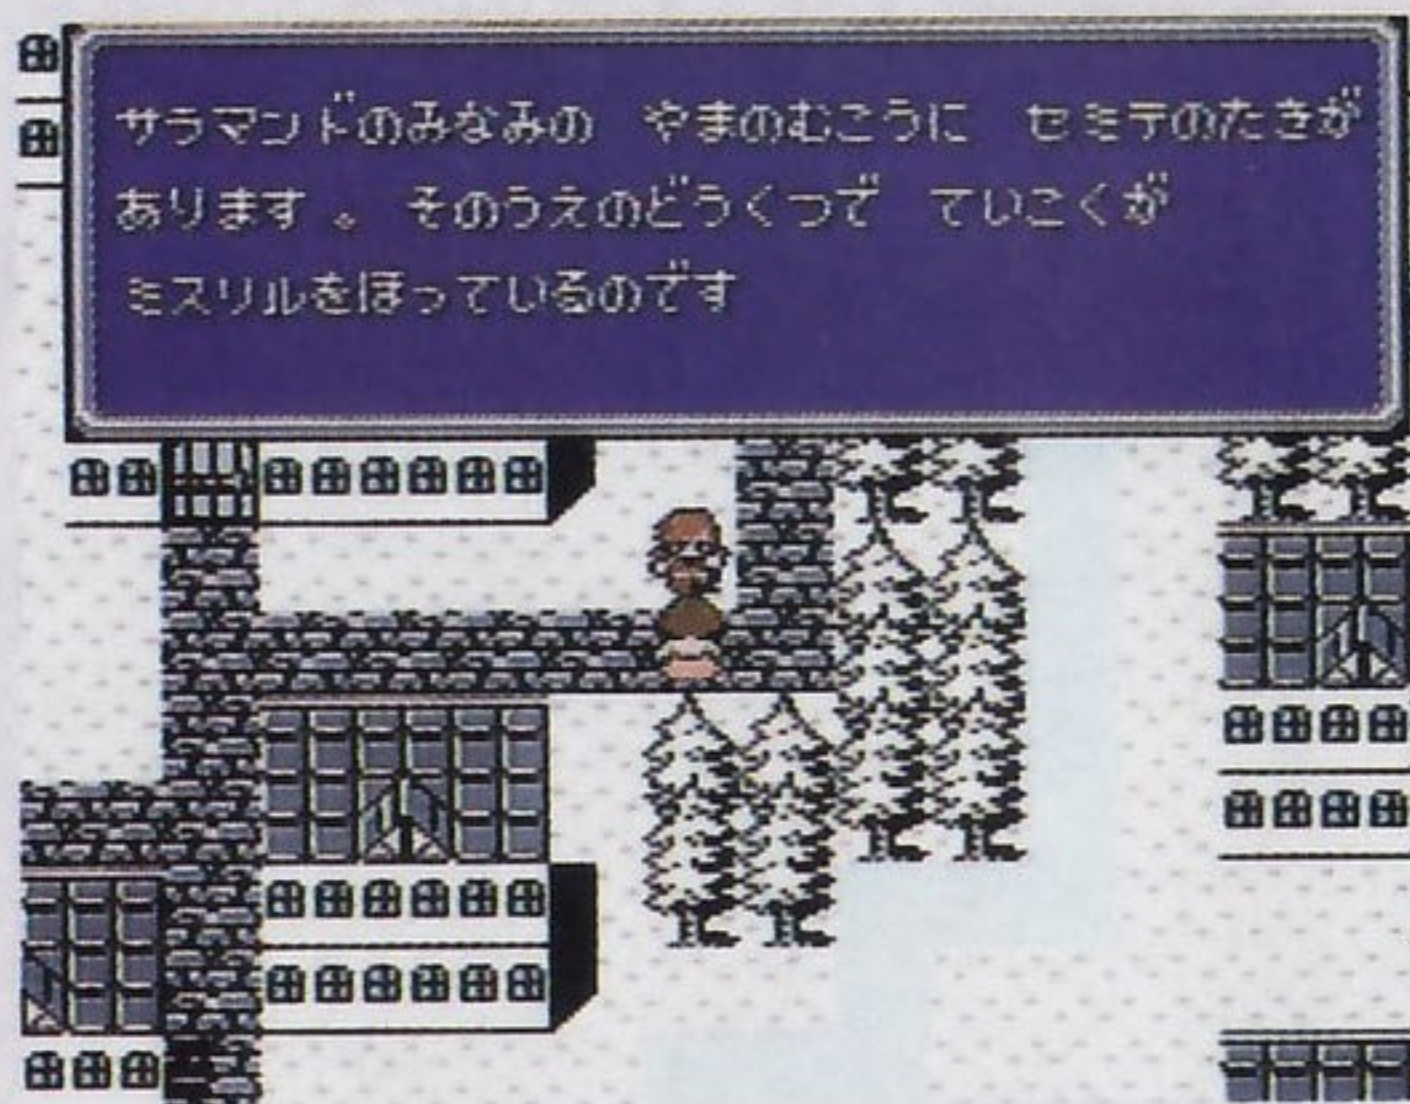 サラマンドのみなみの　やまのむこうに　セミテのたきが
あります。　そのうえのどうくつで　ていこくが
ミスリルをほっているのです